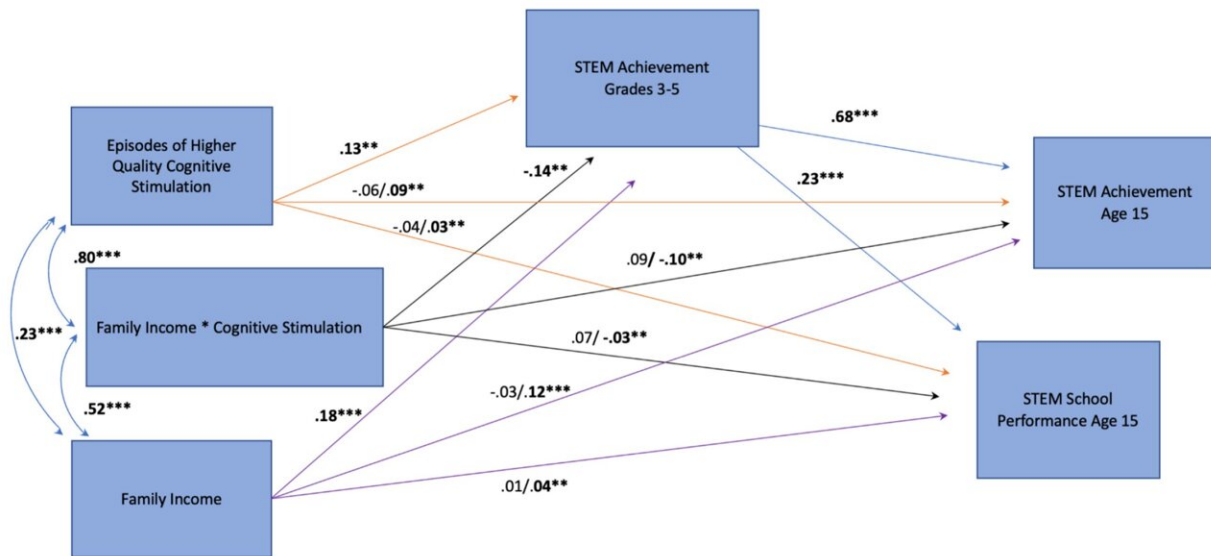 STEM Achievement
Grades 3-5
.68***
Episodes of Higher
Quality Cognitive
Stimulation
.13**
-.14**
.23***
-.06/.09**
STEM Achievement
Age 15
-.04/.03**
.80***
.09/ -.10**
Family Income * Cognitive Stimulation
.23***
.07/ -.03**
-.03/.12***
.52***
.18***
STEM School
Performance Age 15
Family Income
.01/.04**